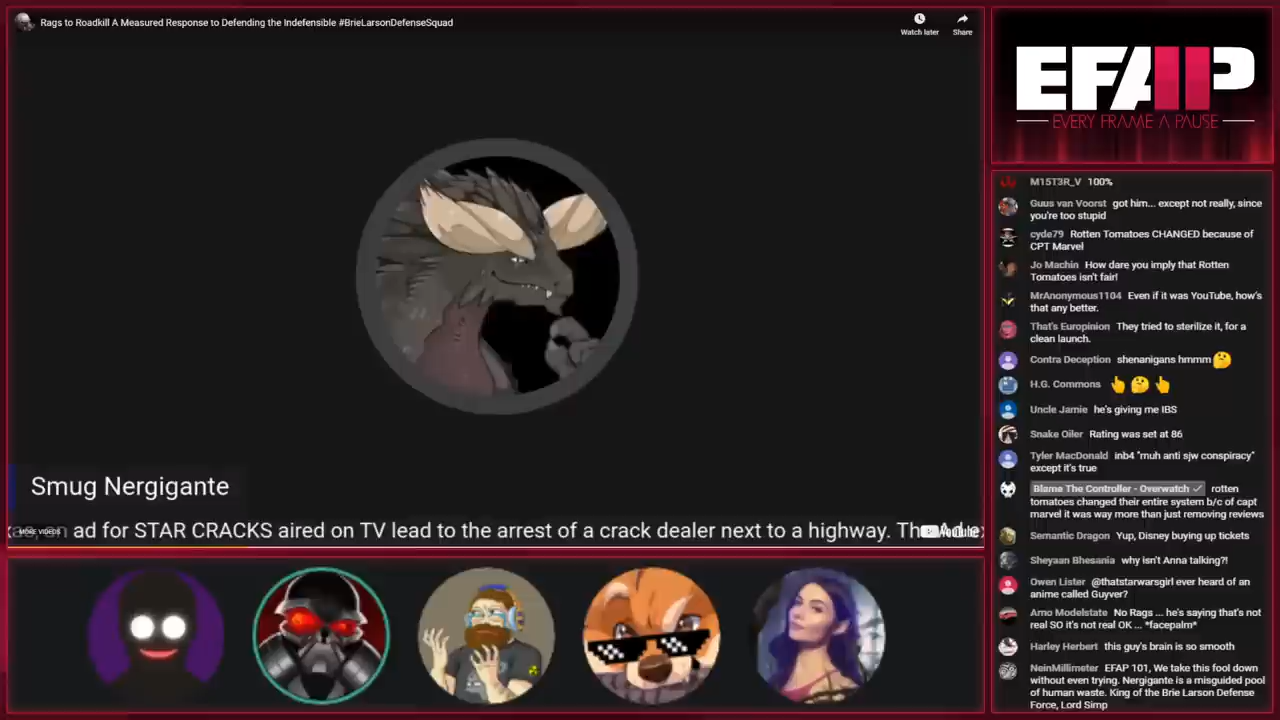 Rags to Roadkill A Measured Response to Defending the Indefensible #BrieLarsonDefenseSquad
Watch later
Share
EFAP
EVERY FRAME A PAUSE
M15T3R_V 100%
Guus van Voorst got him... except not really, since
you're too stupid
cyde79 Rotten Tomatoes CHANGED because of
CPT Marvel
Jo Machin How dare you imply that Rotten
Tomatoes isn't fair!
MrAnonymous1104 Even if it was YouTube, how's
that any better.
That's Europinion They tried to sterilize it, for a
clean launch.
Contra Deception shenanigans hmmm 🤔
H.G. Commons 👆 🤔 👆
Uncle Jamie he's giving me IBS
Snake Oiler Rating was set at 86
Tyler MacDonald inb4 "muh anti sjw conspiracy"
except it's true
Blame The Controller - Overwatch ✓ rotten
tomatoes changed their entire system b/c of capt
marvel it was way more than just removing reviews
Semantic Dragon Yup, Disney buying up tickets
Sheyaan Bhesania why isn't Anna talking?!
Owen Lister @thatstarwarsgirl ever heard of an
anime called Guyver?
Arno Modelstate No Rags ... he's saying that's not
real SO it's not real OK ... *facepalm*
Harley Herbert this guy's brain is so smooth
NeinMillimeter EFAP 101, We take this fool down
without even trying. Nergigante is a misguided pool
of human waste. King of the Brie Larson Defense
Force, Lord Simp
Smug Nergigante
ad for STAR CRACKS aired on TV lead to the arrest of a crack dealer next to a highway.
MORE VIDEOS
YouTube